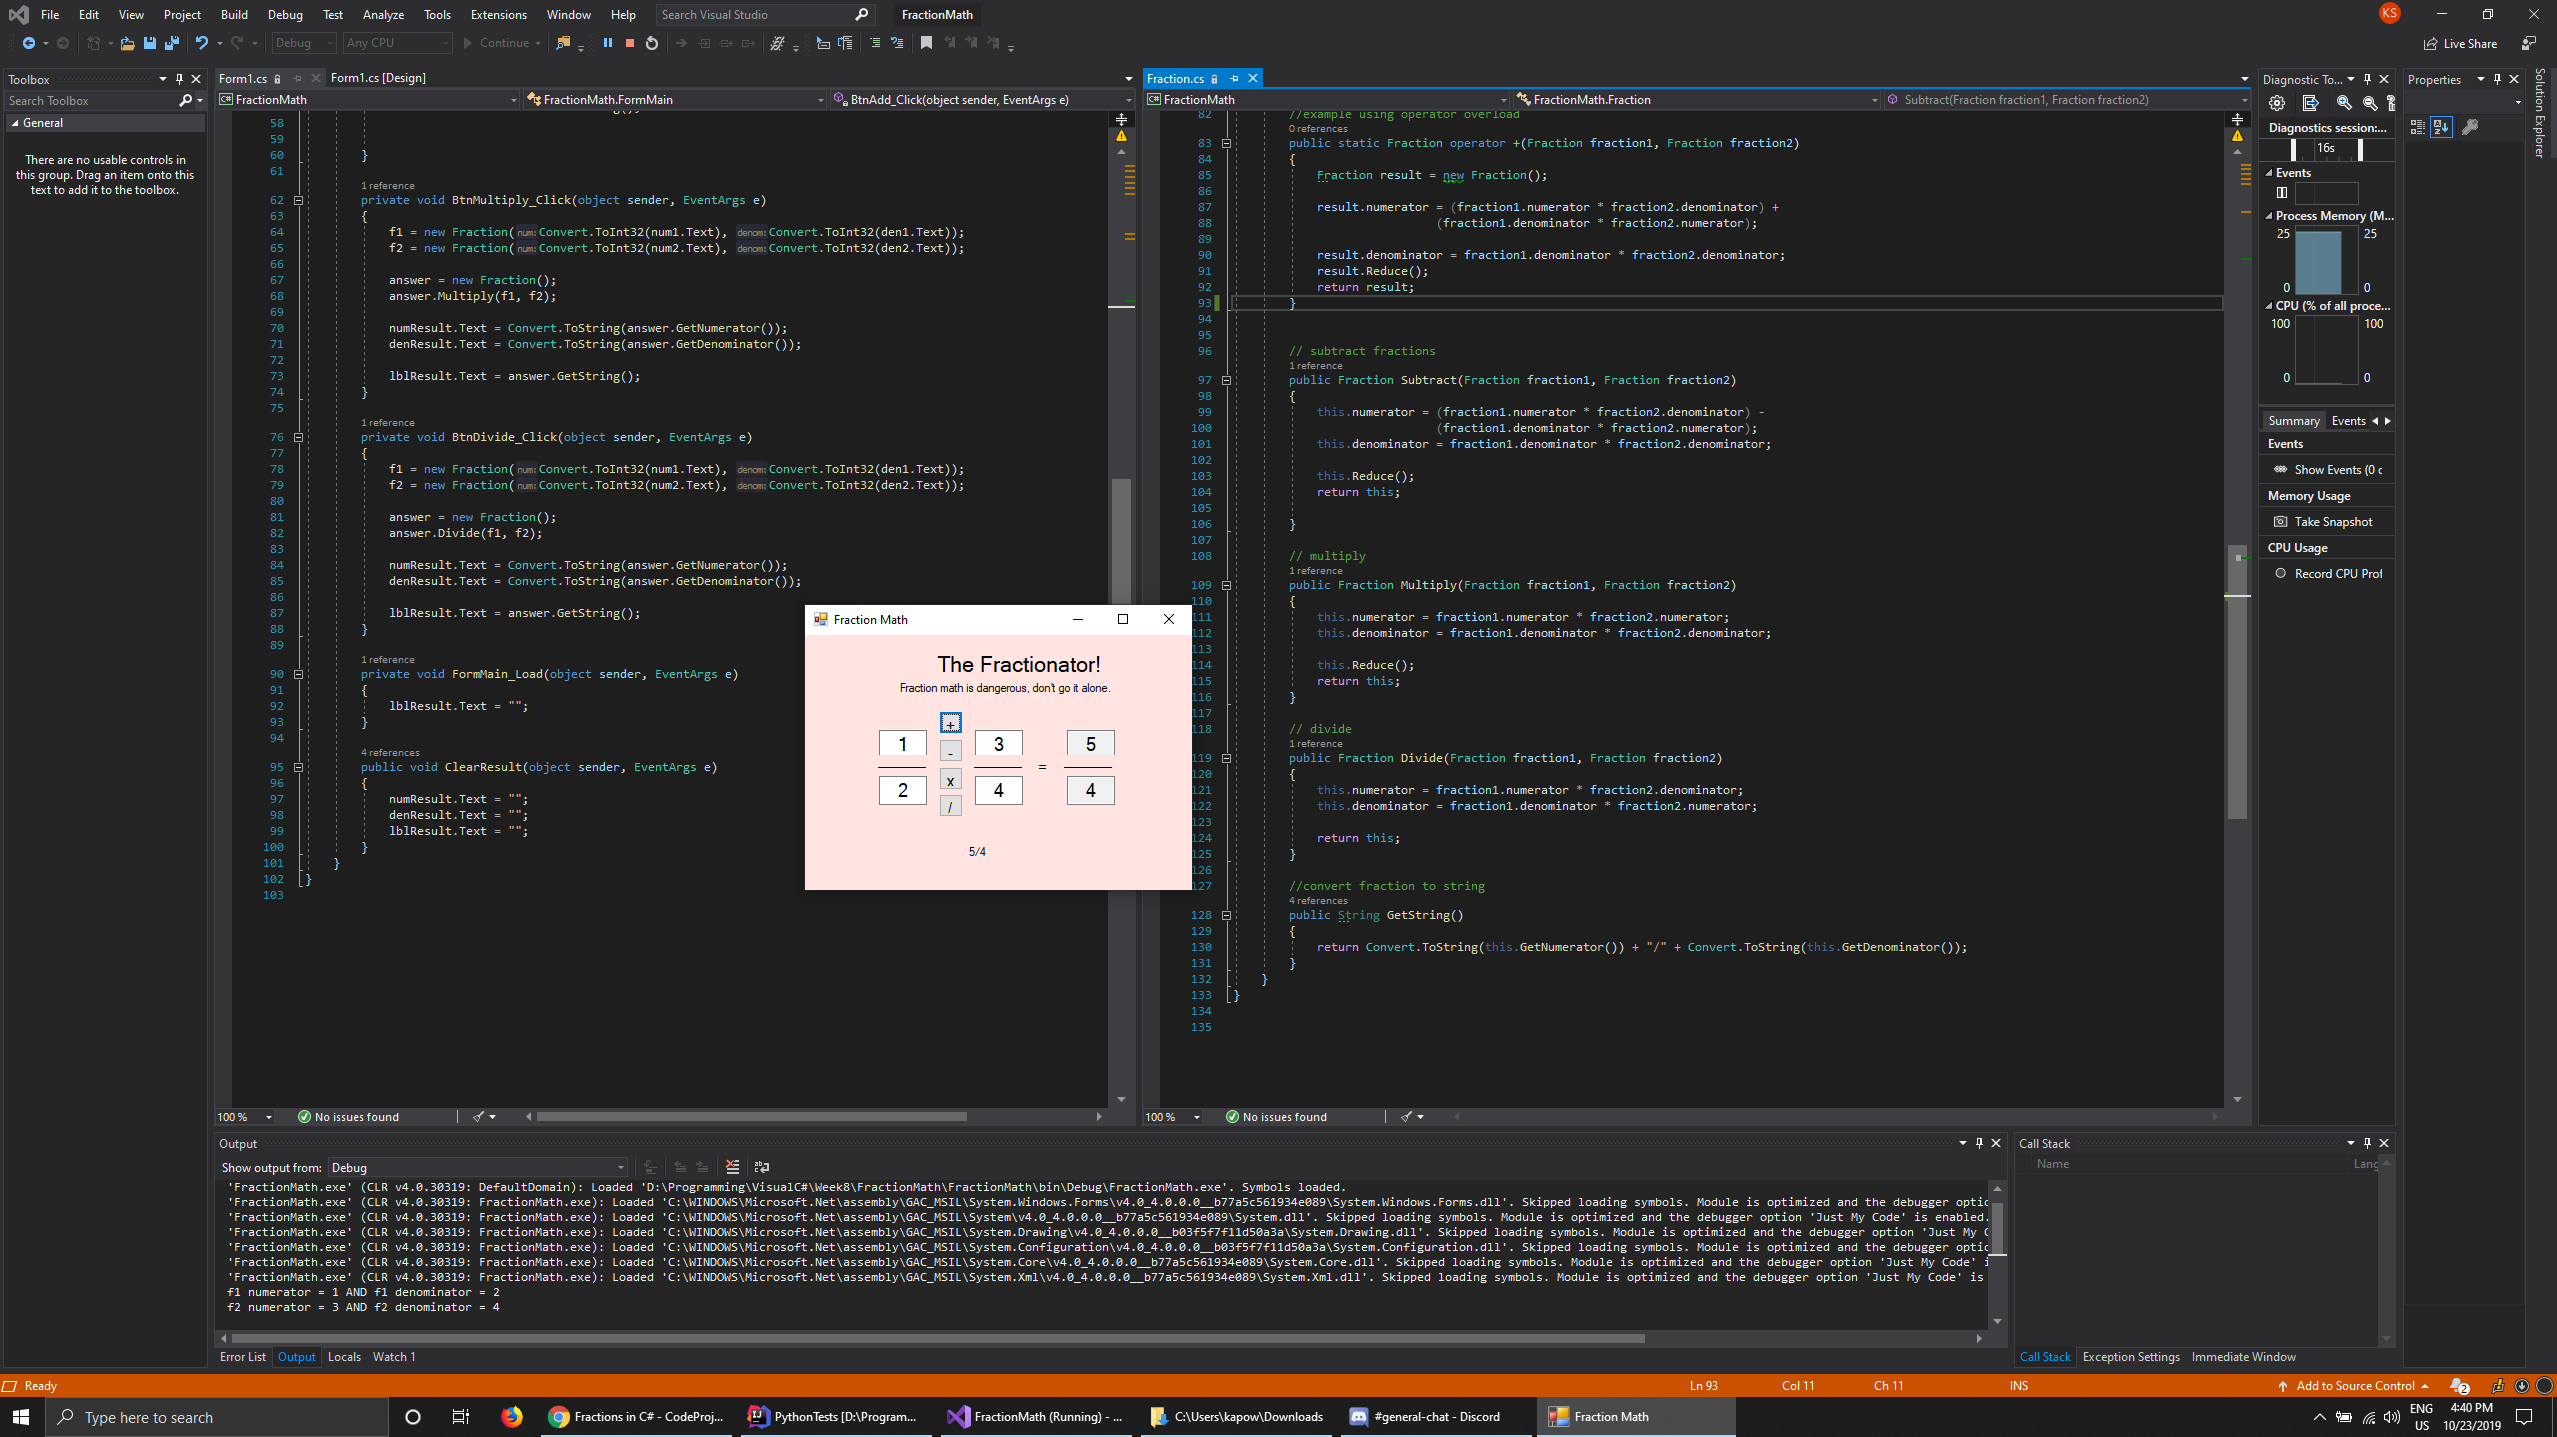 File Edit View Project Build Debug Test Analyze Tools Extensions Window Help Search Visual Studio FractionMath KS
Debug Any CPU Continue Live Share
Toolbox
Search Toolbox
General
There are no usable controls in
this group. Drag an item onto this
text to add it to the toolbox.
Form1.cs Form1.cs [Design]
FractionMath FractionMath.FormMain BtnAdd_Click(object sender, EventArgs e)
58
59
60 }
61
1 reference
62 private void BtnMultiply_Click(object sender, EventArgs e)
63 {
64 f1 = new Fraction(num:Convert.ToInt32(num1.Text), denom:Convert.ToInt32(den1.Text));
65 f2 = new Fraction(num:Convert.ToInt32(num2.Text), denom:Convert.ToInt32(den2.Text));
66
67 answer = new Fraction();
68 answer.Multiply(f1, f2);
69
70 numResult.Text = Convert.ToString(answer.GetNumerator());
71 denResult.Text = Convert.ToString(answer.GetDenominator());
72
73 lblResult.Text = answer.GetString();
74 }
75
1 reference
76 private void BtnDivide_Click(object sender, EventArgs e)
77 {
78 f1 = new Fraction(num:Convert.ToInt32(num1.Text), denom:Convert.ToInt32(den1.Text));
79 f2 = new Fraction(num:Convert.ToInt32(num2.Text), denom:Convert.ToInt32(den2.Text));
80
81 answer = new Fraction();
82 answer.Divide(f1, f2);
83
84 numResult.Text = Convert.ToString(answer.GetNumerator());
85 denResult.Text = Convert.ToString(answer.GetDenominator());
86
87 lblResult.Text = answer.GetString();
88 }
89
1 reference
90 private void FormMain_Load(object sender, EventArgs e)
91 {
92 lblResult.Text = "";
93 }
94
4 references
95 public void ClearResult(object sender, EventArgs e)
96 {
97 numResult.Text = "";
98 denResult.Text = "";
99 lblResult.Text = "";
100 }
101 }
102 }
103
100 % No issues found
Fraction Math
The Fractionator!
Fraction math is dangerous, don't go it alone.
+
1 3 5
-
=
x
2 4 4
/
5/4
Fraction.cs
FractionMath FractionMath.Fraction Subtract(Fraction fraction1, Fraction fraction2)
82 //example using operator overload
0 references
83 public static Fraction operator +(Fraction fraction1, Fraction fraction2)
84 {
85 Fraction result = new Fraction();
86
87 result.numerator = (fraction1.numerator * fraction2.denominator) +
88 (fraction1.denominator * fraction2.numerator);
89
90 result.denominator = fraction1.denominator * fraction2.denominator;
91 result.Reduce();
92 return result;
93 }
94
95
96 // subtract fractions
1 reference
97 public Fraction Subtract(Fraction fraction1, Fraction fraction2)
98 {
99 this.numerator = (fraction1.numerator * fraction2.denominator) -
100 (fraction1.denominator * fraction2.numerator);
101 this.denominator = fraction1.denominator * fraction2.denominator;
102
103 this.Reduce();
104 return this;
105
106 }
107
108 // multiply
1 reference
109 public Fraction Multiply(Fraction fraction1, Fraction fraction2)
110 {
111 this.numerator = fraction1.numerator * fraction2.numerator;
112 this.denominator = fraction1.denominator * fraction2.denominator;
113
114 this.Reduce();
115 return this;
116 }
117
118 // divide
1 reference
119 public Fraction Divide(Fraction fraction1, Fraction fraction2)
120 {
121 this.numerator = fraction1.numerator * fraction2.denominator;
122 this.denominator = fraction1.denominator * fraction2.numerator;
123
124 return this;
125 }
126
127 //convert fraction to string
4 references
128 public String GetString()
129 {
130 return Convert.ToString(this.GetNumerator()) + "/" + Convert.ToString(this.GetDenominator());
131 }
132 }
133 }
134
135
100 % No issues found
Diagnostic To...
Diagnostics session:...
16s
Events
Process Memory (M...
25 25
0 0
CPU (% of all proce...
100 100
0 0
Summary Events
Events
Show Events (0 c
Memory Usage
Take Snapshot
CPU Usage
Record CPU Prof
Properties
Solution Explorer
Output
Show output from: Debug
'FractionMath.exe' (CLR v4.0.30319: DefaultDomain): Loaded 'D:\Programming\VisualC#\Week8\FractionMath\FractionMath\bin\Debug\FractionMath.exe'. Symbols loaded.
'FractionMath.exe' (CLR v4.0.30319: FractionMath.exe): Loaded 'C:\WINDOWS\Microsoft.Net\assembly\GAC_MSIL\System.Windows.Forms\v4.0_4.0.0.0__b77a5c561934e089\System.Windows.Forms.dll'. Skipped loading symbols. Module is optimized and the debugger optic
'FractionMath.exe' (CLR v4.0.30319: FractionMath.exe): Loaded 'C:\WINDOWS\Microsoft.Net\assembly\GAC_MSIL\System\v4.0_4.0.0.0__b77a5c561934e089\System.dll'. Skipped loading symbols. Module is optimized and the debugger option 'Just My Code' is enabled.
'FractionMath.exe' (CLR v4.0.30319: FractionMath.exe): Loaded 'C:\WINDOWS\Microsoft.Net\assembly\GAC_MSIL\System.Drawing\v4.0_4.0.0.0__b03f5f7f11d50a3a\System.Drawing.dll'. Skipped loading symbols. Module is optimized and the debugger option 'Just My C
'FractionMath.exe' (CLR v4.0.30319: FractionMath.exe): Loaded 'C:\WINDOWS\Microsoft.Net\assembly\GAC_MSIL\System.Configuration\v4.0_4.0.0.0__b03f5f7f11d50a3a\System.Configuration.dll'. Skipped loading symbols. Module is optimized and the debugger optic
'FractionMath.exe' (CLR v4.0.30319: FractionMath.exe): Loaded 'C:\WINDOWS\Microsoft.Net\assembly\GAC_MSIL\System.Core\v4.0_4.0.0.0__b77a5c561934e089\System.Core.dll'. Skipped loading symbols. Module is optimized and the debugger option 'Just My Code' i
'FractionMath.exe' (CLR v4.0.30319: FractionMath.exe): Loaded 'C:\WINDOWS\Microsoft.Net\assembly\GAC_MSIL\System.Xml\v4.0_4.0.0.0__b77a5c561934e089\System.Xml.dll'. Skipped loading symbols. Module is optimized and the debugger option 'Just My Code' is
f1 numerator = 1 AND f1 denominator = 2
f2 numerator = 3 AND f2 denominator = 4
Error List Output Locals Watch 1
Call Stack
Name Lang
Call Stack Exception Settings Immediate Window
Ready Ln 93 Col 11 Ch 11 INS Add to Source Control 2
Type here to search Fractions in C# - CodeProj... PythonTests [D:\Program... FractionMath (Running) - ... C:\Users\kapow\Downloads #general-chat - Discord Fraction Math
ENG 4:40 PM
US 10/23/2019